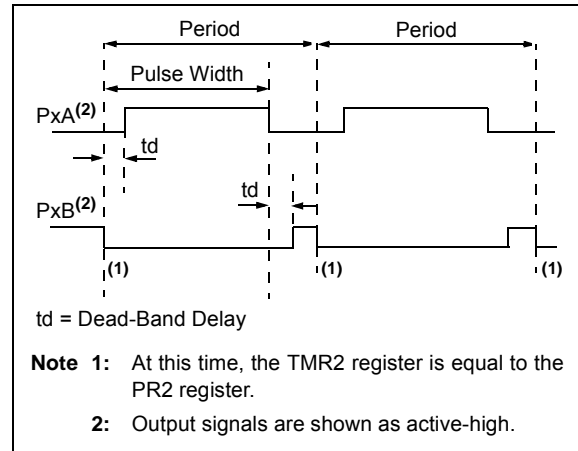 Period Period
Pulse Width
PxA(2)
td
td
PxB(2)
(1) (1) (1)
td = Dead-Band Delay
Note 1: At this time, the TMR2 register is equal to the
PR2 register.
2: Output signals are shown as active-high.